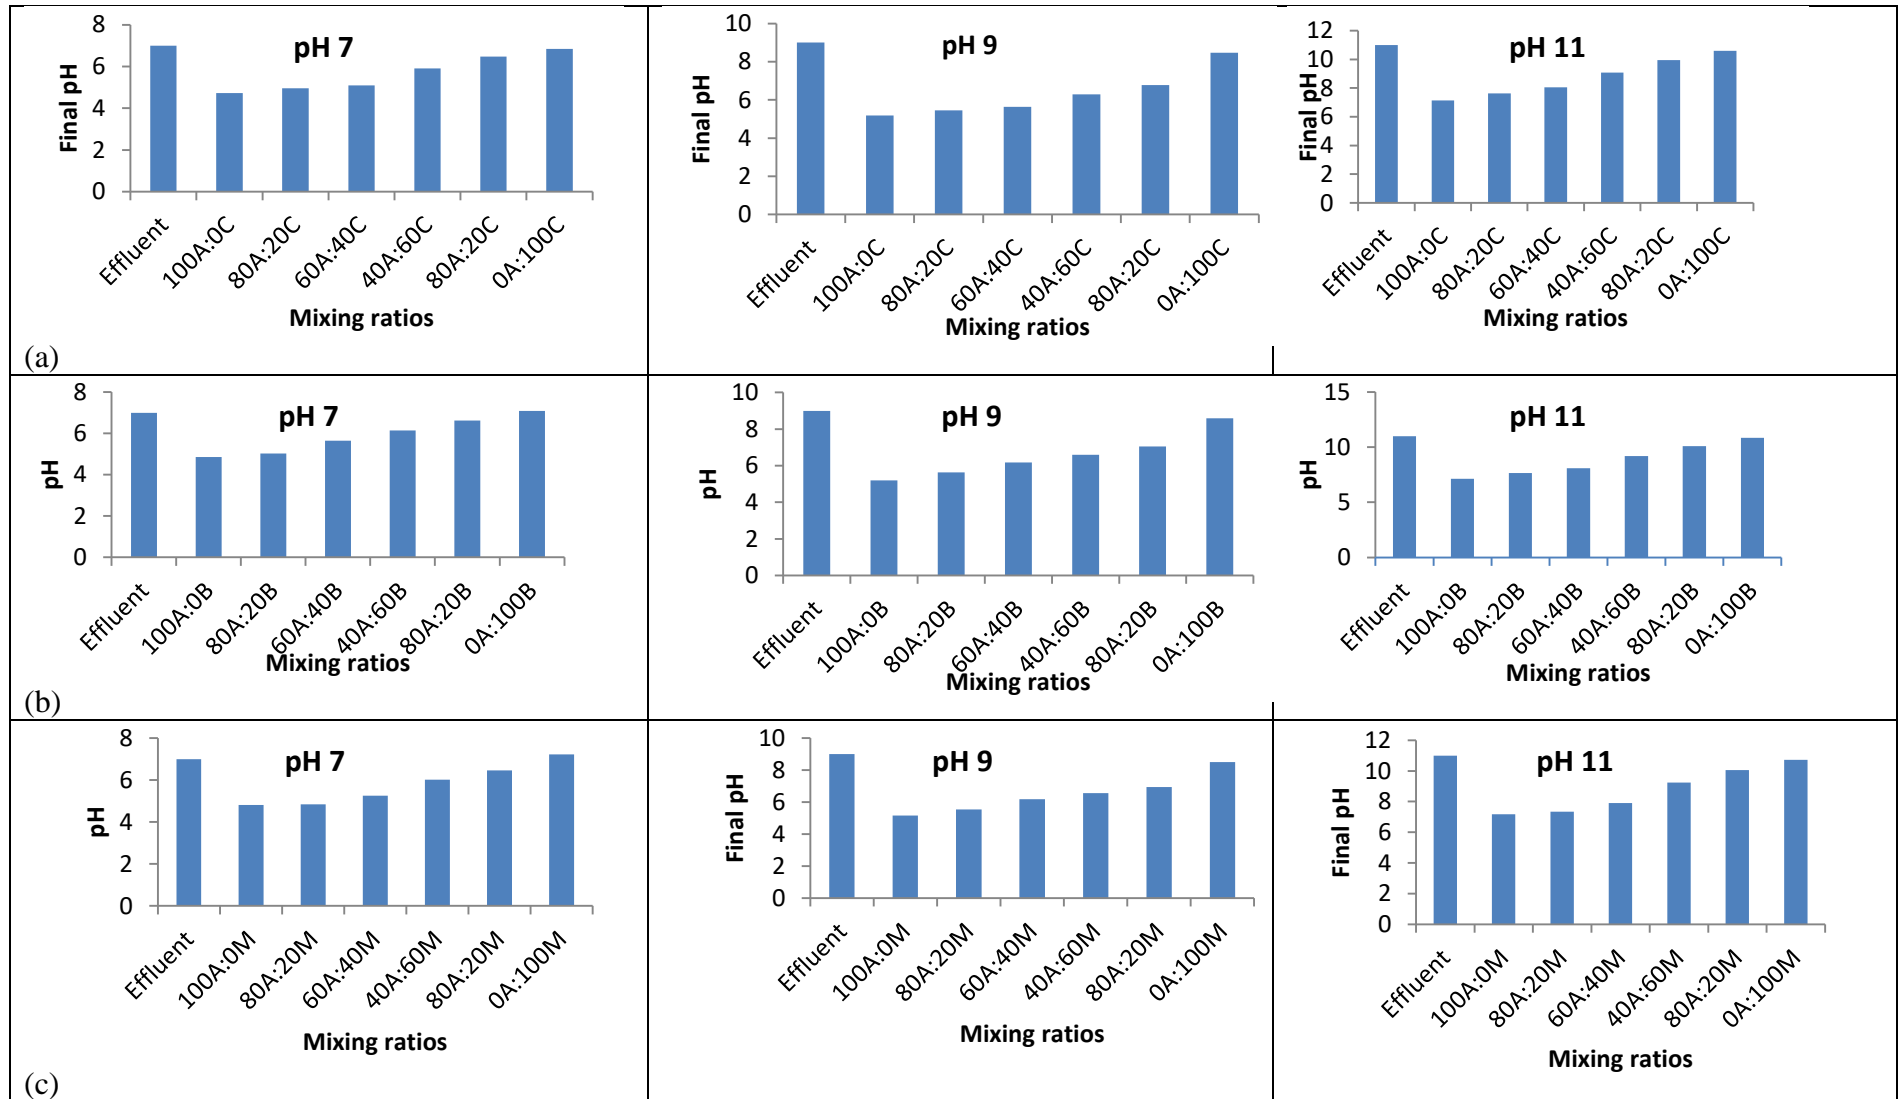 pH 7
Final pH
8
6
4
2
0
Effluent
100A:0C
80A:20C
60A:40C
40A:60C
80A:20C
0A:100C
Mixing ratios
(a)
pH 9
Final pH
10
8
6
4
2
0
Effluent
100A:0C
80A:20C
60A:40C
40A:60C
80A:20C
0A:100C
Mixing ratios
pH 11
Final pH
12
10
8
6
4
2
0
Effluent
100A:0C
80A:20C
60A:40C
40A:60C
80A:20C
0A:100C
Mixing ratios
pH 7
pH
8
6
4
2
0
Effluent
100A:0B
80A:20B
60A:40B
40A:60B
80A:20B
0A:100B
Mixing ratios
(b)
pH 9
pH
10
8
6
4
2
0
Effluent
100A:0B
80A:20B
60A:40B
40A:60B
80A:20B
0A:100B
Mixing ratios
pH 11
pH
15
10
5
0
Effluent
100A:0B
80A:20B
60A:40B
40A:60B
80A:20B
0A:100B
Mixing ratios
pH 7
pH
8
6
4
2
0
Effluent
100A:0M
80A:20M
60A:40M
40A:60M
80A:20M
0A:100M
Mixing ratios
(c)
pH 9
Final pH
10
8
6
4
2
0
Effluent
100A:0M
80A:20M
60A:40M
40A:60M
80A:20M
0A:100M
Mixing ratios
pH 11
Final pH
12
10
8
6
4
2
0
Effluent
100A:0M
80A:20M
60A:40M
40A:60M
80A:20M
0A:100M
Mixing ratios